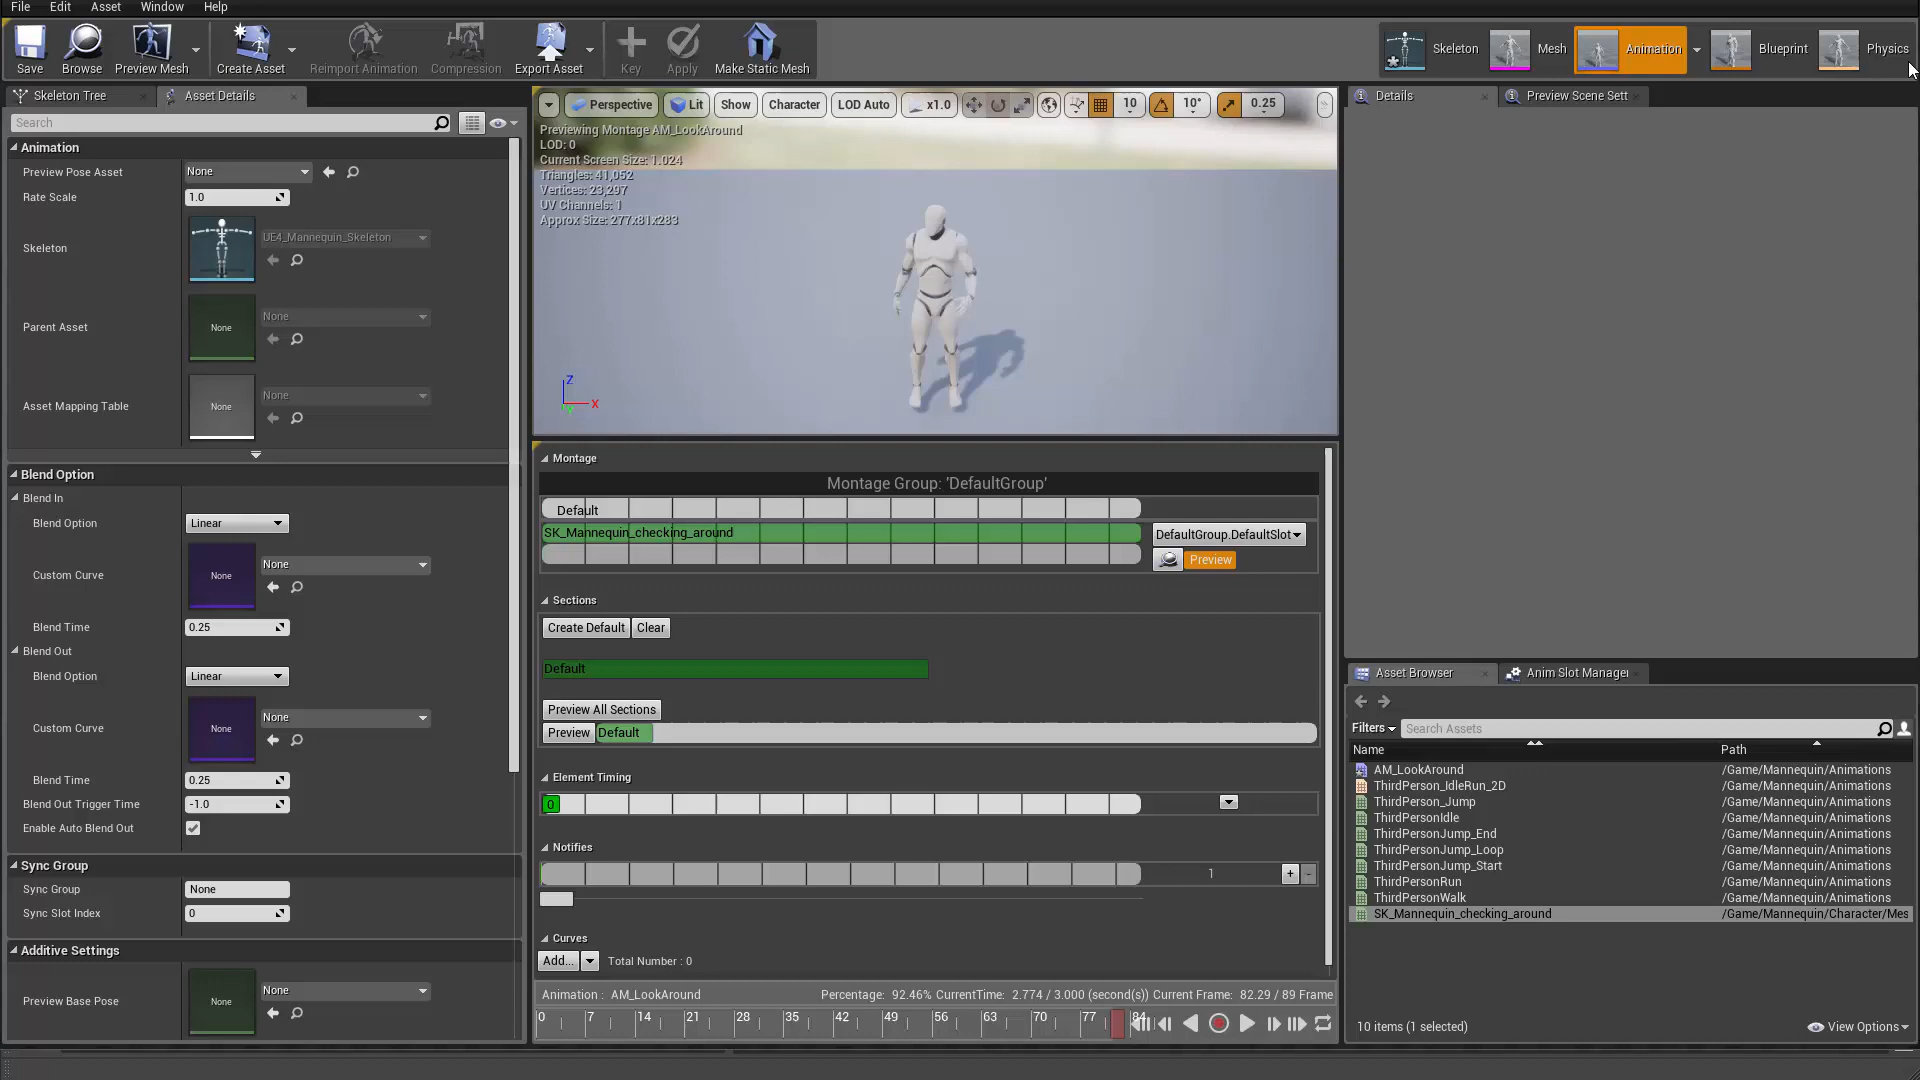 File Edit Asset Window Help
Save Browse Preview Mesh Create Asset Reimport Animation Compression Export Asset Key Apply Make Static Mesh
Skeleton Mesh Animation Blueprint Physics
Skeleton Tree Asset Details
Search
Animation
Preview Pose Asset None
Rate Scale 1.0
Skeleton UE4_Mannequin_Skeleton
Parent Asset None None
Asset Mapping Table None None
Blend Option
Blend In
Blend Option Linear
Custom Curve None None
Blend Time 0.25
Blend Out
Blend Option Linear
Custom Curve None None
Blend Time 0.25
Blend Out Trigger Time -1.0
Enable Auto Blend Out
Sync Group
Sync Group None
Sync Slot Index 0
Additive Settings
Preview Base Pose None None
Perspective Lit Show Character LOD Auto x1.0 10 10° 0.25
Previewing Montage AM_LookAround
LOD: 0
Current Screen Size: 1.024
Triangles: 41,052
Vertices: 23,297
UV Channels: 1
Approx Size: 277x81x283
Z
X
Y
Montage
Montage Group: 'DefaultGroup'
Default
SK_Mannequin_checking_around DefaultGroup.DefaultSlot
Preview
Sections
Create Default Clear
Default
Preview All Sections
Preview Default
Element Timing
0
Notifies
1 + -
Curves
Add... Total Number : 0
Animation : AM_LookAround Percentage: 92.46% CurrentTime: 2.774 / 3.000 (second(s)) Current Frame: 82.29 / 89 Frame
0 7 14 21 28 35 42 49 56 63 70 77 84
Details Preview Scene Sett
Asset Browser Anim Slot Manager
Filters Search Assets
Name Path
AM_LookAround /Game/Mannequin/Animations
ThirdPerson_IdleRun_2D /Game/Mannequin/Animations
ThirdPerson_Jump /Game/Mannequin/Animations
ThirdPersonIdle /Game/Mannequin/Animations
ThirdPersonJump_End /Game/Mannequin/Animations
ThirdPersonJump_Loop /Game/Mannequin/Animations
ThirdPersonJump_Start /Game/Mannequin/Animations
ThirdPersonRun /Game/Mannequin/Animations
ThirdPersonWalk /Game/Mannequin/Animations
SK_Mannequin_checking_around /Game/Mannequin/Character/Mes
10 items (1 selected) View Options